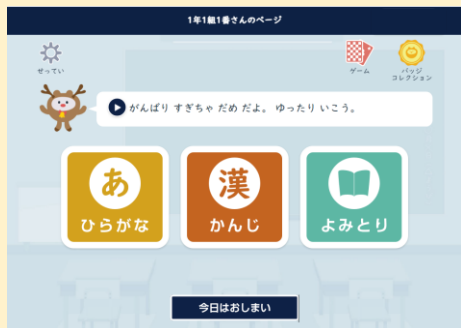 1年1組1番さんのページ
せってい
ゲーム
バッジ
コレクション
がんばり すぎちゃ だめ だよ。 ゆったり いこう。
あ
ひらがな
漢
かんじ
よみとり
今日はおしまい